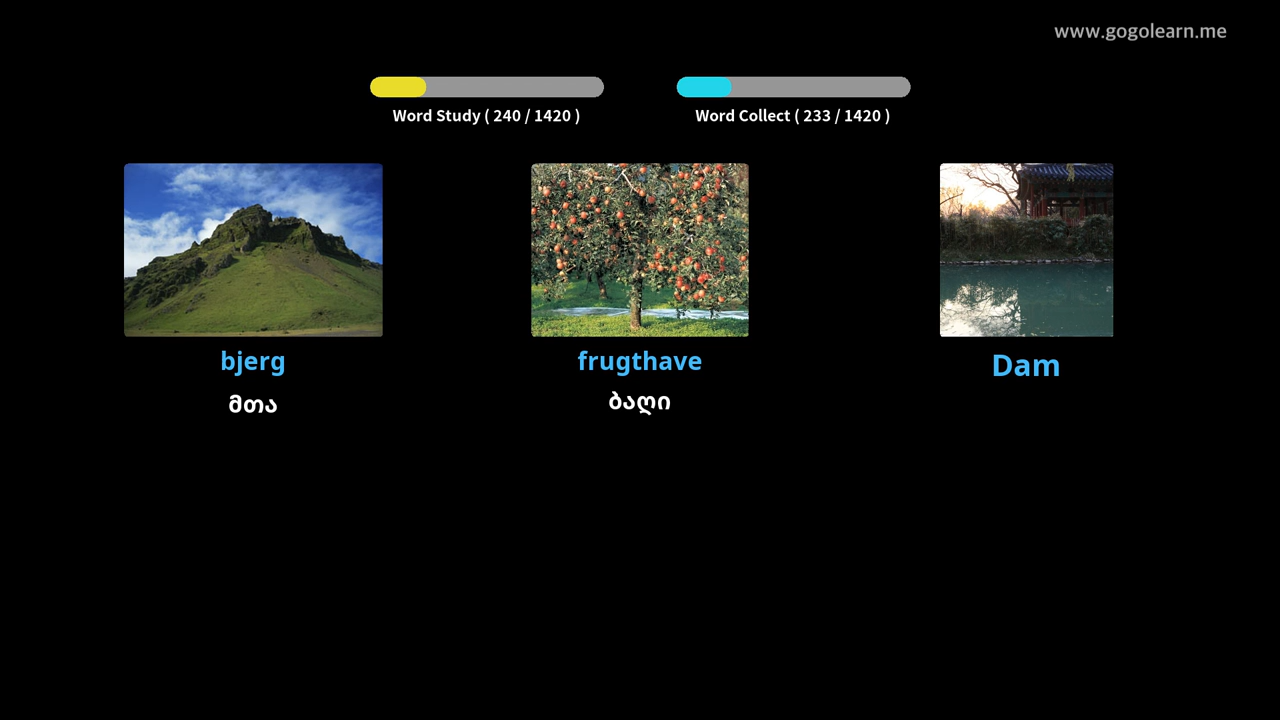 www.gogolearn.me
Word Study ( 240 / 1420 )
Word Collect ( 233 / 1420 )
bjerg
მთა
frugthave
ბაღი
Dam